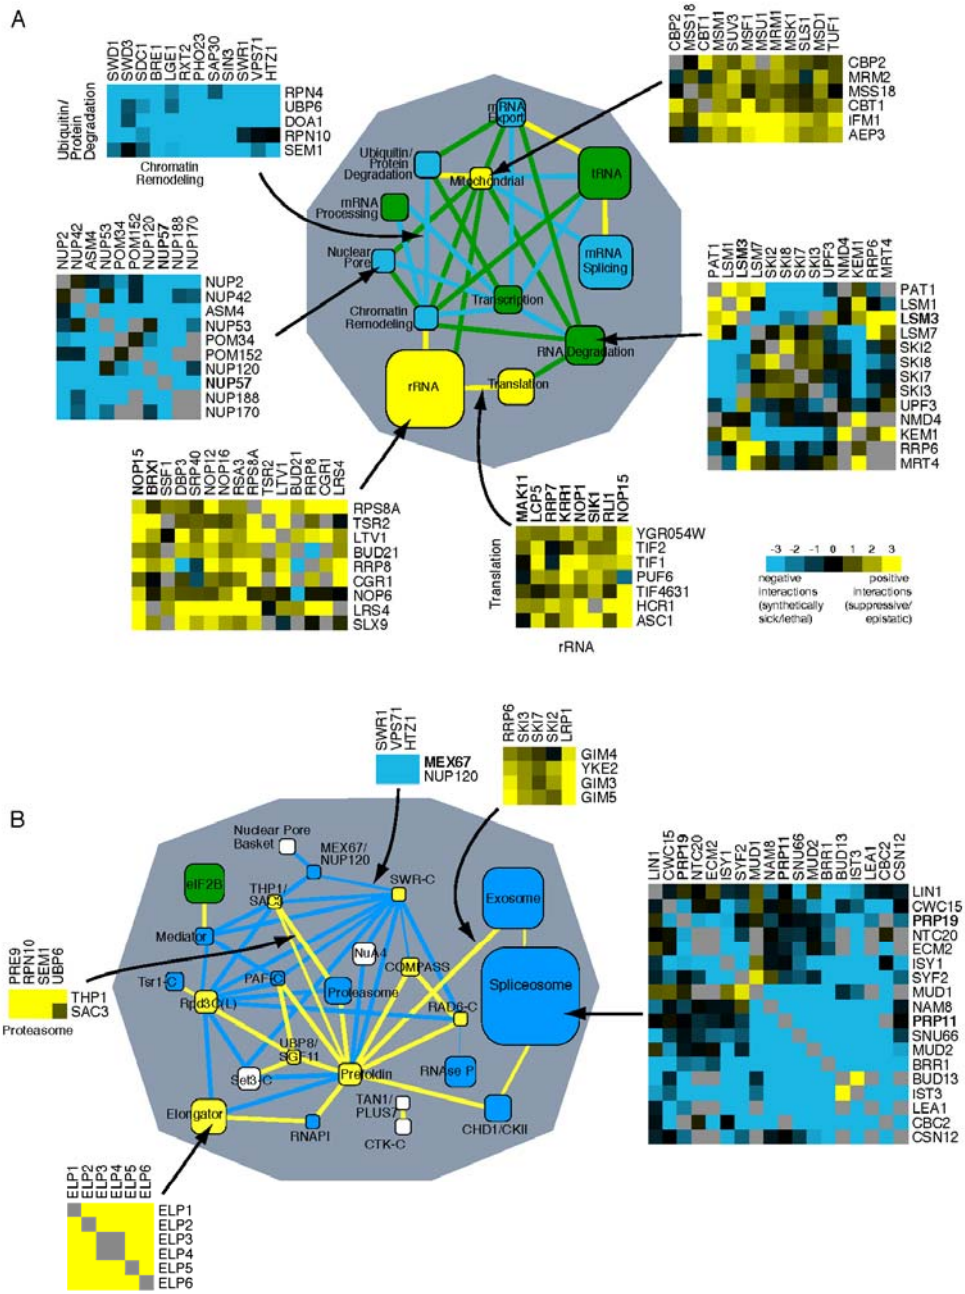 A
SWD1
SWD3
SDC1
BRE1
LGE1
RXT2
PHO23
SAP30
SIN3
SWR1
VPS71
HTZ1
RPN4
UBP6
DOA1
RPN10
SEM1
Ubiquitin/
Protein
Degradation
Chromatin
Remodeling
CBP2
MSS18
CBT1
MSM1
SUV3
MSF1
MSU1
MRM1
MSK1
SLS1
MSD1
TUF1
CBP2
MRM2
MSS18
CBT1
IFM1
AEP3
mRNA
Export
Ubiquitin/
Protein
Degradation
Mitochondrial
tRNA
mRNA
Processing
Nuclear
Pore
mRNA
Splicing
Transcription
Chromatin
Remodeling
RNA Degradation
rRNA
Translation
NUP2
NUP42
ASM4
NUP53
POM34
POM152
NUP120
NUP57
NUP188
NUP170
NUP2
NUP42
ASM4
NUP53
POM34
POM152
NUP120
NUP57
NUP188
NUP170
PAT1
LSM1
LSM3
LSM7
SKI2
SKI8
SKI7
SKI3
UPF3
NMD4
KEM1
RRP6
MRT4
PAT1
LSM1
LSM3
LSM7
SKI2
SKI8
SKI7
SKI3
UPF3
NMD4
KEM1
RRP6
MRT4
NOP15
BRX1
SSF1
DBP3
SRP40
NOP12
NOP16
RSA3
RPS8A
TSR2
LTV1
BUD21
RRP8
CGR1
LRS4
RPS8A
TSR2
LTV1
BUD21
RRP8
CGR1
NOP6
LRS4
SLX9
MAK11
LCP5
RRP7
KRR1
NOP1
SIK1
RLI1
NOP15
Translation
YGR054W
TIF2
TIF1
PUF6
TIF4631
HCR1
ASC1
rRNA
-3 -2 -1 0 1 2 3
negative
interactions
(synthetically
sick/lethal)
positive
interactions
(suppressive/
epistatic)
B
SWR1
VPS71
HTZ1
MEX67
NUP120
RRP6
SKI3
SKI7
SKI2
LRP1
GIM4
YKE2
GIM3
GIM5
Nuclear Pore
Basket
MEX67/
NUP120
eIF2B
THP1/
SAC3
SWR-C
Exosome
Mediator
NuA4
COMPASS
Spliceosome
Tsr1-C
PAF-C
Proteasome
Rpd3C(L)
RAD6-C
UBP8/
SGF11
Set3-C
Prefoldin
RNAse P
TAN1/
PLUS7
Elongator
RNAPI
CTK-C
CHD1/CKII
PRE9
RPN10
SEM1
UBP6
THP1
SAC3
Proteasome
ELP1
ELP2
ELP3
ELP4
ELP5
ELP6
ELP1
ELP2
ELP3
ELP4
ELP5
ELP6
LIN1
CWC15
PRP19
NTC20
ECM2
ISY1
SYF2
MUD1
NAM8
PRP11
SNU66
MUD2
BRR1
BUD13
IST3
LEA1
CBC2
CSN12
LIN1
CWC15
PRP19
NTC20
ECM2
ISY1
SYF2
MUD1
NAM8
PRP11
SNU66
MUD2
BRR1
BUD13
IST3
LEA1
CBC2
CSN12